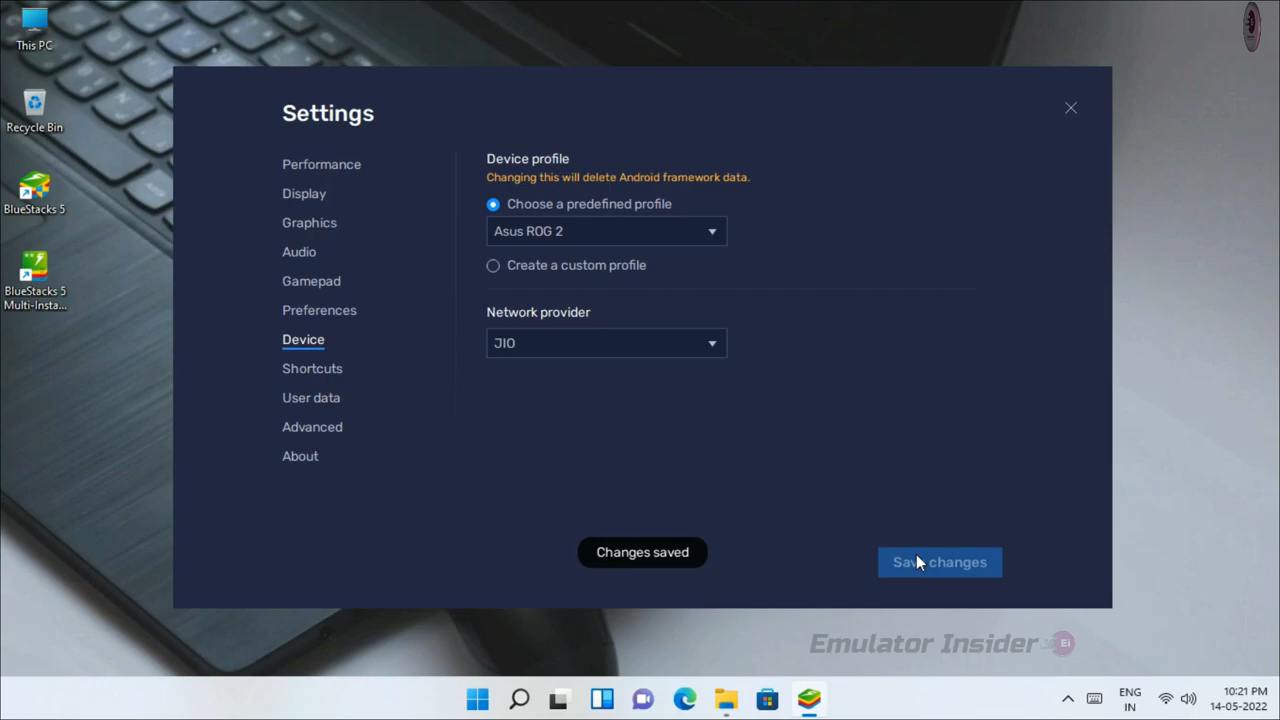 This PC
Recycle Bin
BlueStacks 5
BlueStacks 5
Multi-Insta...
Settings
Performance
Display
Graphics
Audio
Gamepad
Preferences
Device
Shortcuts
User data
Advanced
About
Device profile
Changing this will delete Android framework data.
Choose a predefined profile
Asus ROG 2
Create a custom profile
Network provider
JIO
Changes saved
Save changes
Emulator Insider Ei
ENG
IN
10:21 PM
14-05-2022